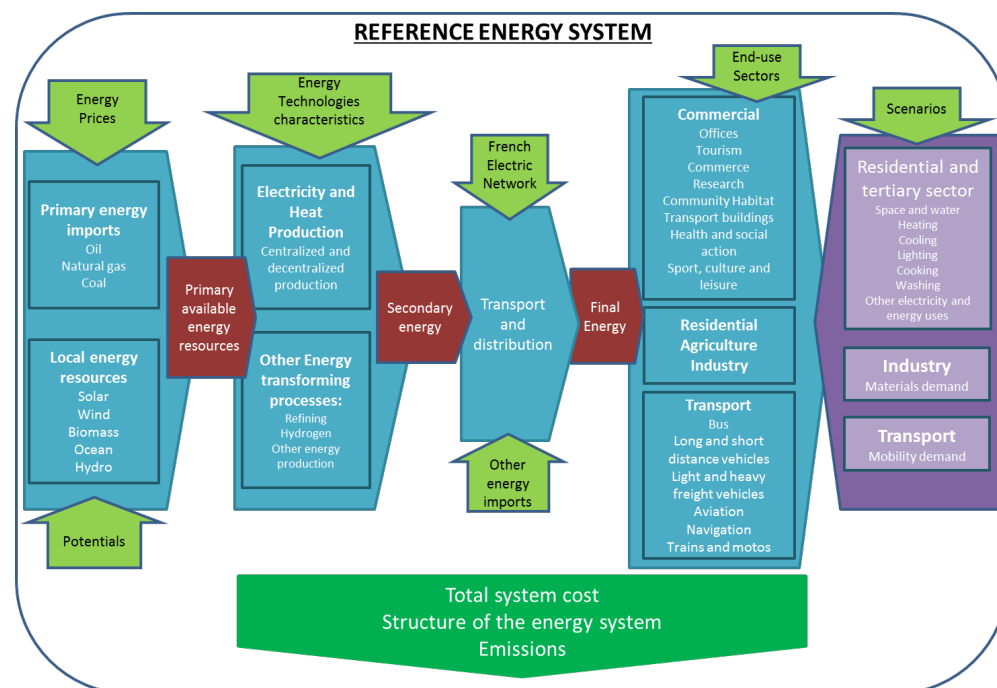 REFERENCE ENERGY SYSTEM
Energy
Prices
Primary energy
imports
Oil
Natural gas
Coal
Local energy
resources
Solar
Wind
Biomass
Ocean
Hydro
Potentials
Primary
available
energy
resources
Energy
Technologies
characteristics
Electricity and
Heat
Production
Centralized and
decentralized
production
Other Energy
transforming
processes:
Refining
Hydrogen
Other energy
production
Secondary
energy
French
Electric
Network
Transport
and
distribution
Other
energy
imports
Final
Energy
End-use
Sectors
Commercial
Offices
Tourism
Commerce
Research
Community Habitat
Transport buildings
Health and social
action
Sport, culture and
leisure
Residential
Agriculture
Industry
Transport
Bus
Long and short
distance vehicles
Light and heavy
freight vehicles
Aviation
Navigation
Trains and motos
Scenarios
Residential and
tertiary sector
Space and water
Heating
Cooling
Lighting
Cooking
Washing
Other electricity and
energy uses
Industry
Materials demand
Transport
Mobility demand
Total system cost
Structure of the energy system
Emissions